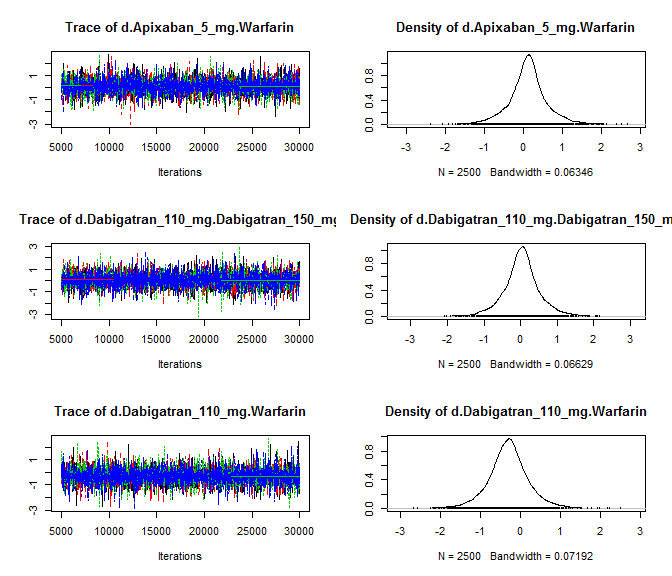 Trace of d.Apixaban_5_mg.Warfarin
1
-1
-3
5000 10000 15000 20000 25000 30000
Iterations
Density of d.Apixaban_5_mg.Warfarin
0.8
0.0
-3 -2 -1 0 1 2 3
N = 2500 Bandwidth = 0.06346
Trace of d.Dabigatran_110_mg.Dabigatran_150_mg
3
1
-1
-3
5000 10000 15000 20000 25000 30000
Iterations
Density of d.Dabigatran_110_mg.Dabigatran_150_m
0.8
0.0
-3 -2 -1 0 1 2 3
N = 2500 Bandwidth = 0.06629
Trace of d.Dabigatran_110_mg.Warfarin
1
-1
-3
5000 10000 15000 20000 25000 30000
Iterations
Density of d.Dabigatran_110_mg.Warfarin
0.8
0.4
0.0
-3 -2 -1 0 1 2 3
N = 2500 Bandwidth = 0.07192